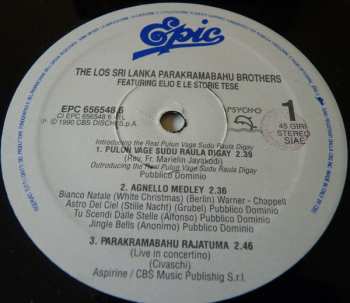 Epic
THE LOS SRI LANKA PARAKRAMABAHU BROTHERS
FEATURING ELIO E LE STORIE TESE
EPC 656548 6
C/ EPC 656548 6
℗ © 1990 CBS DISCHI
PSYCHO
1
45 GIRI
STEREO
SIAE
Introducing the Real Pulun Vage Sudu Raula Digay
1. PULUN VAGE SUDU RAULA DIGAY 2.39
(Rev. Fr. Marielin Jayakodi)
Outroducing the Real Pulun Vage Sudu Raula Digay
Pubblico Dominio
2. AGNELLO MEDLEY 2.36
Bianco Natale (White Christmas) (Berlin) Warner - Chappell
Astro Del Ciel (Stille Nacht) (Grubel) Pubblico Dominio
Tu Scendi Dalle Stelle (Alfonso) Pubblico Dominio
Jingle Bells (Anonimo) Pubblico Dominio
3. PARAKRAMABAHU RAJATUMA 2.46
(Live in concertino)
(Civaschi)
Aspirine / CBS Music Publishig S.r.l.